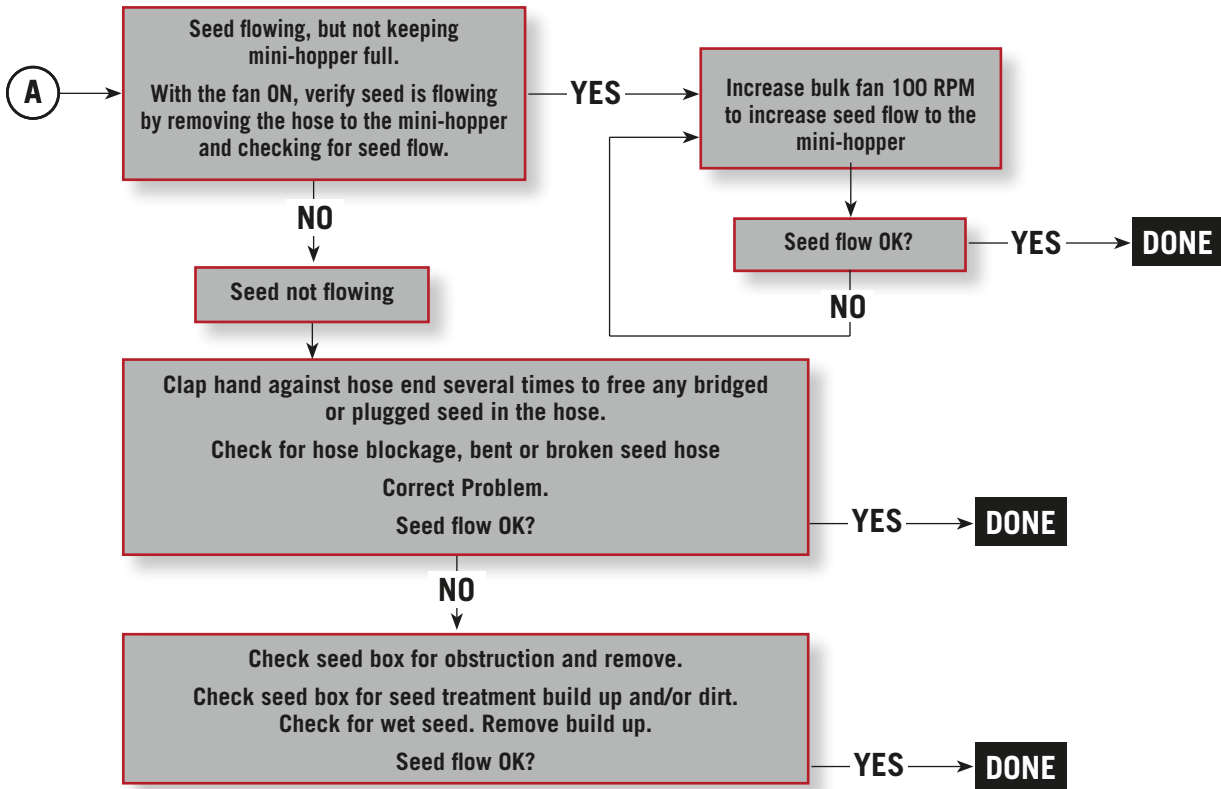 A
Seed flowing, but not keeping
mini-hopper full.
With the fan ON, verify seed is flowing
by removing the hose to the mini-hopper
and checking for seed flow.
YES
Increase bulk fan 100 RPM
to increase seed flow to the
mini-hopper
NO
Seed flow OK?
YES
DONE
NO
Seed not flowing
Clap hand against hose end several times to free any bridged
or plugged seed in the hose.
Check for hose blockage, bent or broken seed hose
Correct Problem.
Seed flow OK?
YES
DONE
NO
Check seed box for obstruction and remove.
Check seed box for seed treatment build up and/or dirt.
Check for wet seed. Remove build up.
Seed flow OK?
YES
DONE